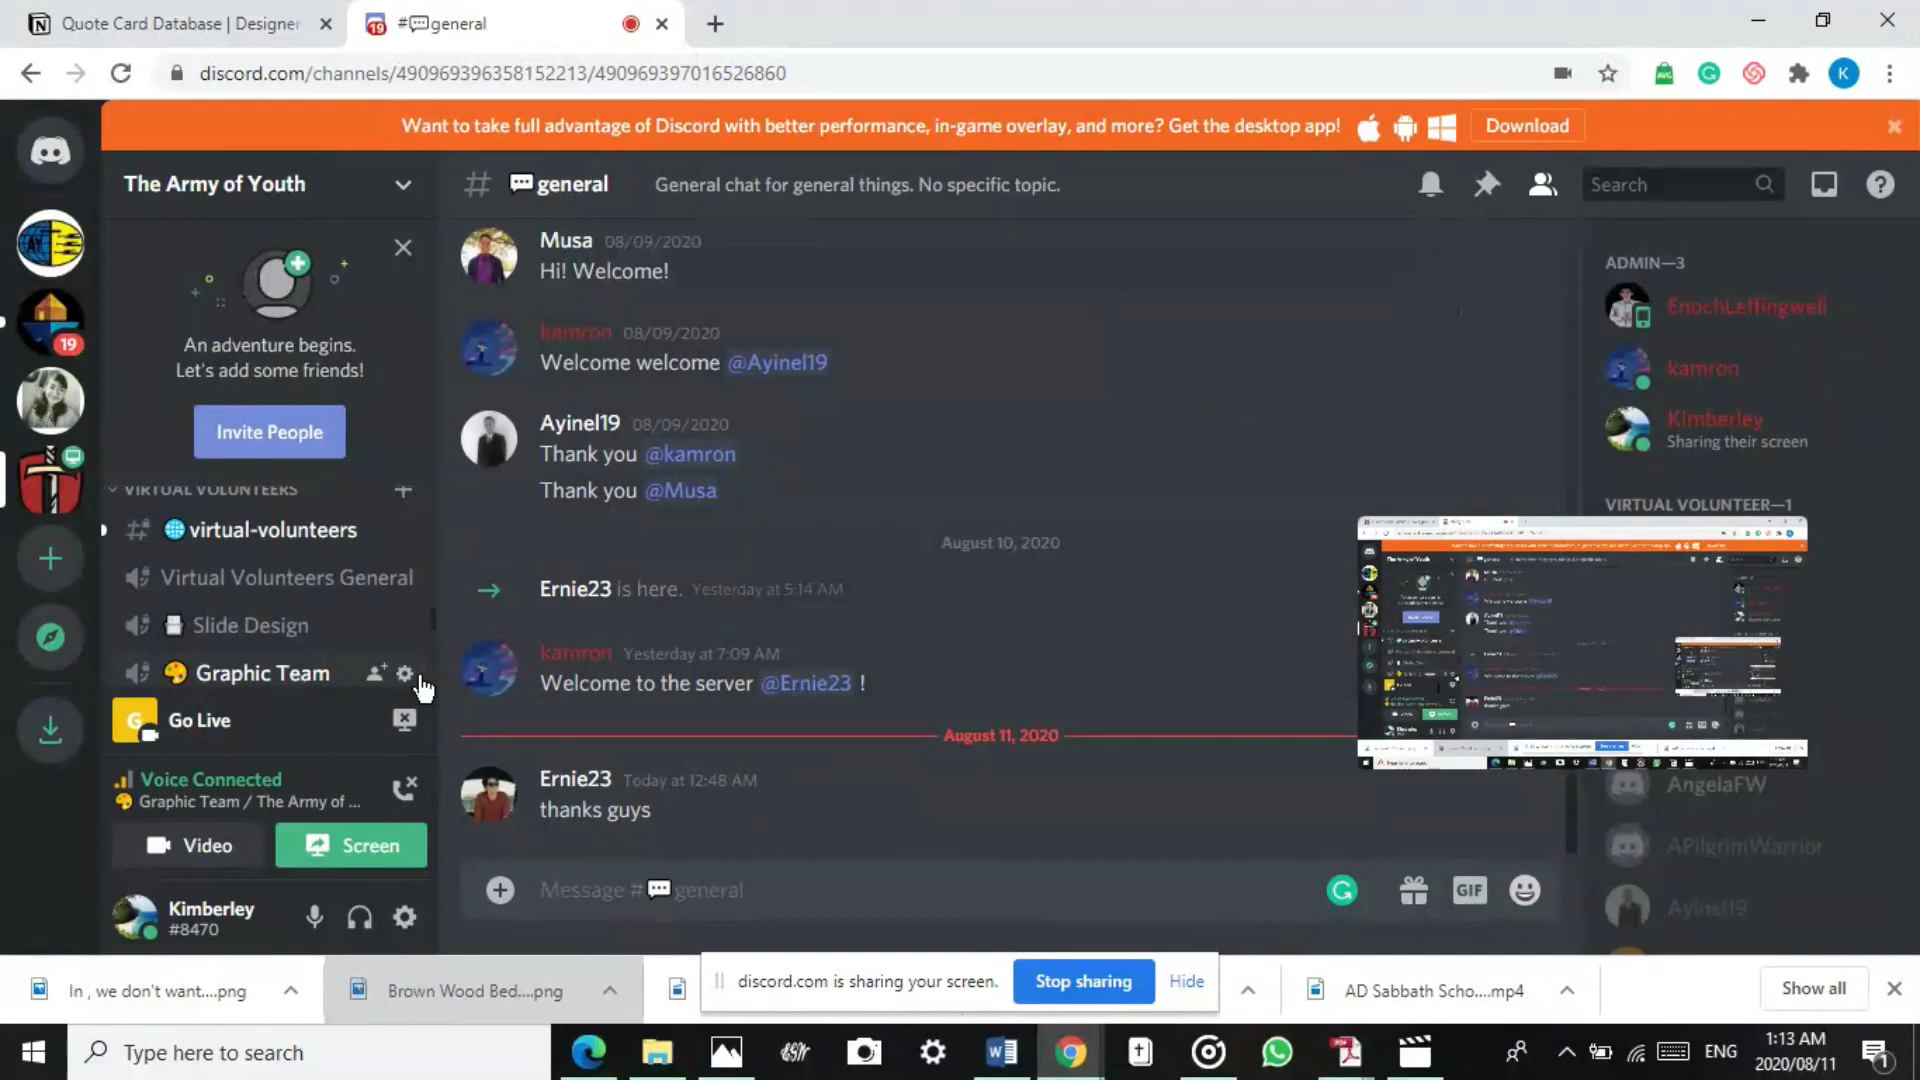 Quote Card Database | Designer
#💬general
discord.com/channels/490969396358152213/490969397016526860
K
Want to take full advantage of Discord with better performance, in-game overlay, and more? Get the desktop app!
Download
The Army of Youth
💬general
General chat for general things. No specific topic.
Search
An adventure begins.
Let's add some friends!
Invite People
VIRTUAL VOLUNTEERS
🌐virtual-volunteers
Virtual Volunteers General
Slide Design
🎨 Graphic Team
G
Go Live
Voice Connected
🎨 Graphic Team / The Army of ...
Video
Screen
Kimberley
#8470
AY
19
19
Musa 08/09/2020
Hi! Welcome!
kamron 08/09/2020
Welcome welcome @Ayinel19
Ayinel19 08/09/2020
Thank you @kamron
Thank you @Musa
August 10, 2020
Ernie23 is here. Yesterday at 5:14 AM
kamron Yesterday at 7:09 AM
Welcome to the server @Ernie23 !
August 11, 2020
Ernie23 Today at 12:48 AM
thanks guys
Message #💬general
GIF
ADMIN—3
EnochLeffingwell
kamron
Kimberley
Sharing their screen
VIRTUAL VOLUNTEER—1
AngelaFW
APilgrimWarrior
Ayinel19
In , we don't want....png
Brown Wood Bed....png
discord.com is sharing your screen.
Stop sharing
Hide
AD Sabbath Scho....mp4
Show all
Type here to search
ENG
1:13 AM
2020/08/11
1